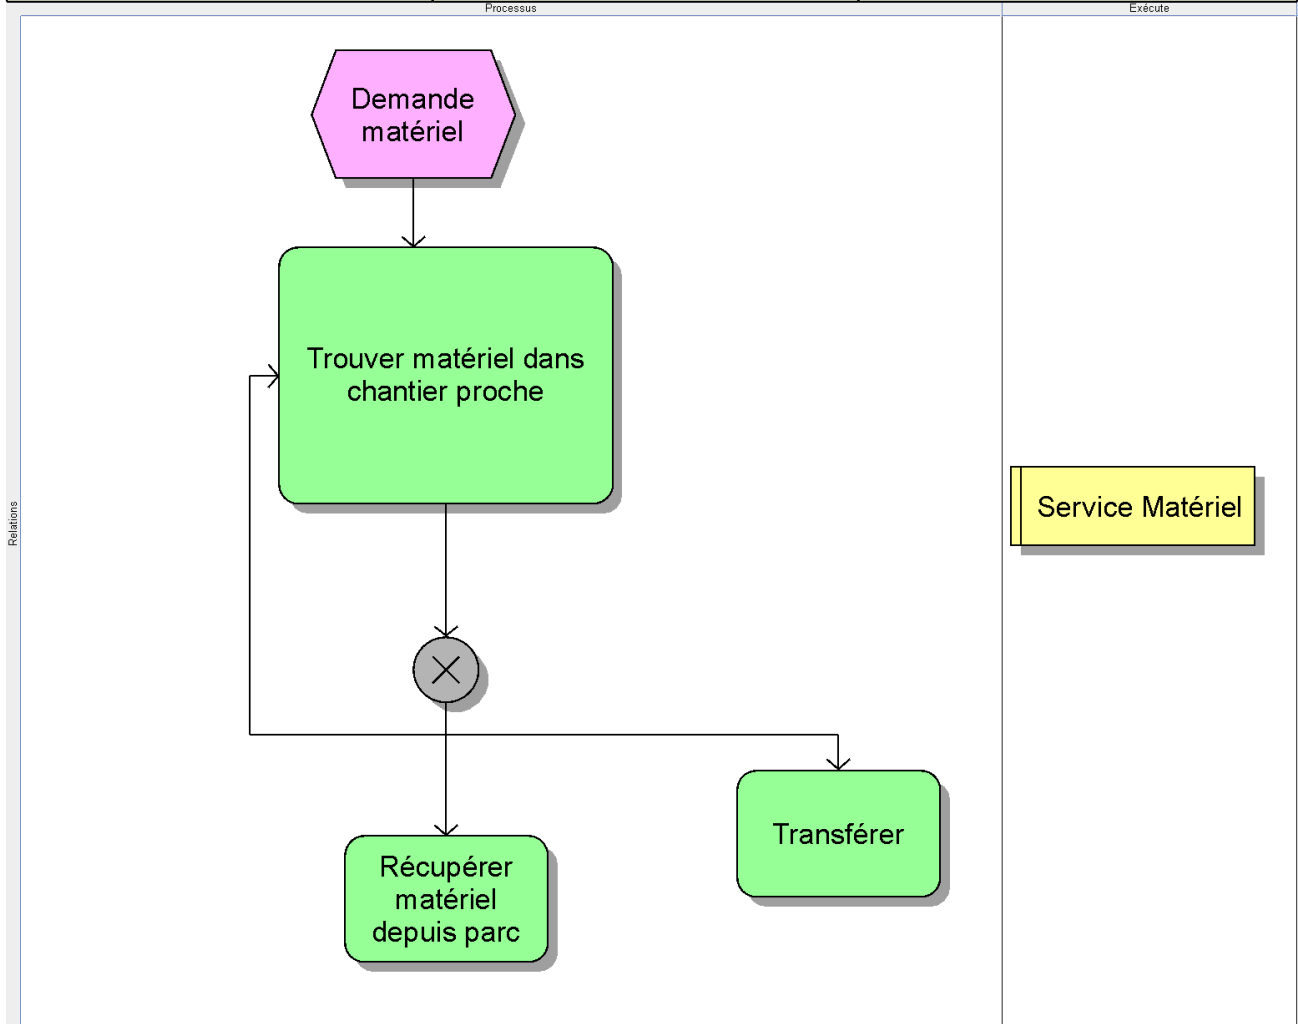 Processus
Exécute
Demande
matériel
Trouver matériel dans
chantier proche
Relations
Service Matériel
Transférer
Récupérer
matériel
depuis parc